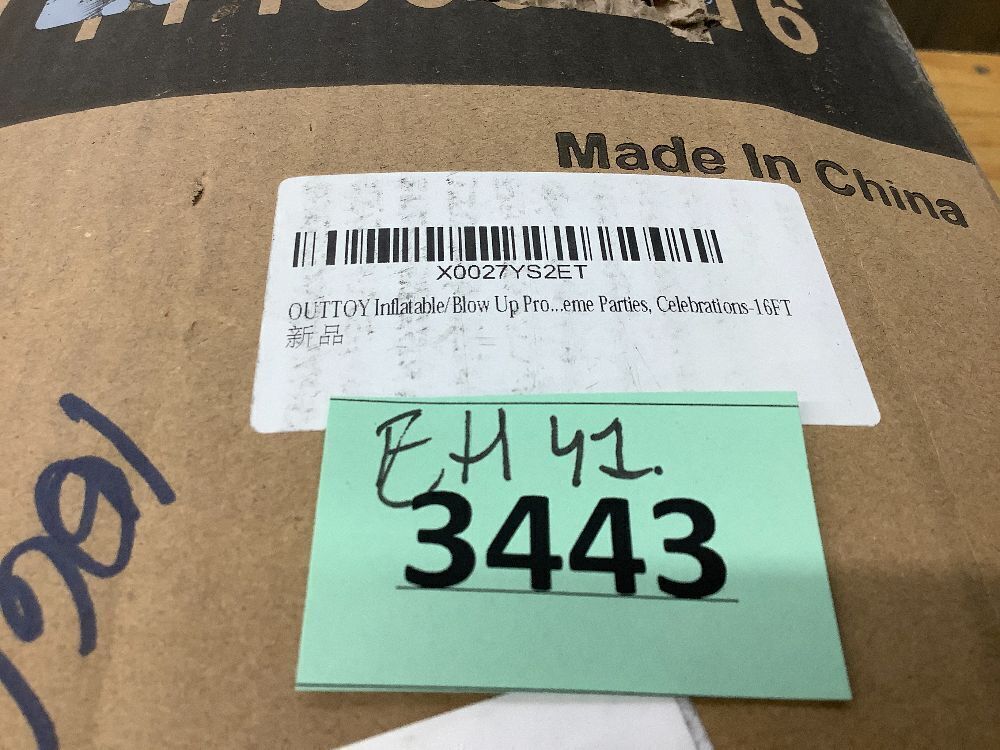 Made In China
X0027YS2ET
OUTTOY Inflatable/Blow Up Pro...eme Parties, Celebrations-16FT
新品
EH 41.
3443